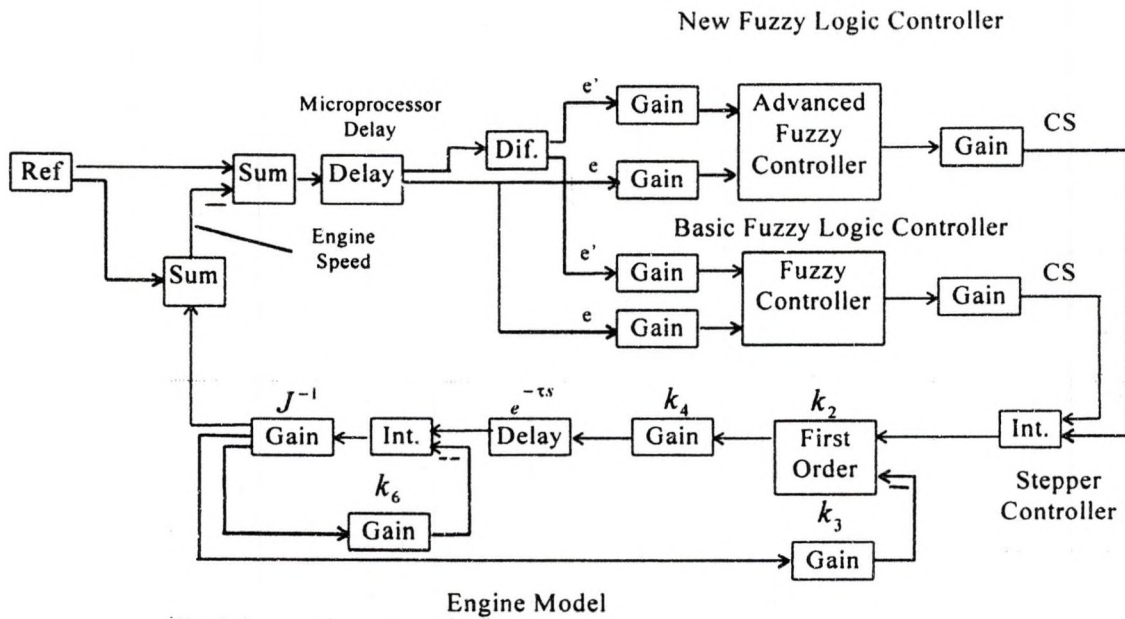 New Fuzzy Logic Controller
Microprocessor
Delay
Ref
Sum
Delay
Dif.
e'
Gain
e
Gain
Advanced
Fuzzy
Controller
Gain
CS
–
Engine
Speed
Sum
Basic Fuzzy Logic Controller
e'
Gain
e
Gain
Fuzzy
Controller
Gain
CS
J⁻¹
Gain
Int.
--
e^{-τs}
Delay
k₄
Gain
k₂
First
Order
–
Int.
Stepper
Controller
k₆
Gain
k₃
Gain
Engine Model